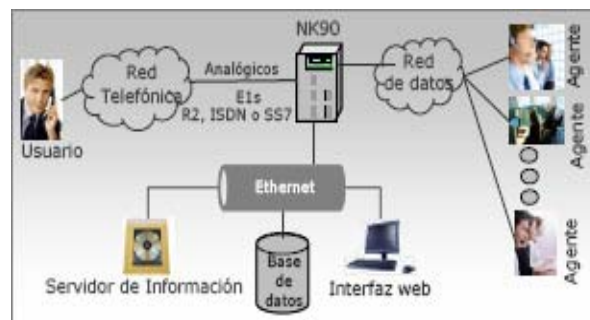 NK90
Red
Telefónica
Analógicos
E1s
R2, ISDN o SS7
Red
de datos
Agente
Agente
Agente
Usuario
Ethernet
Servidor de Información
Base
de
datos
Interfaz web